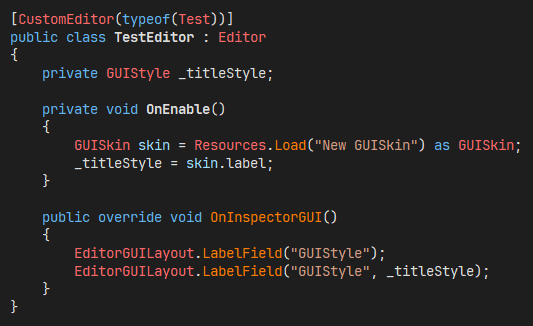 [CustomEditor(typeof(Test))]
public class TestEditor : Editor
{
    private GUIStyle _titleStyle;

    private void OnEnable()
    {
        GUISkin skin = Resources.Load("New GUISkin") as GUISkin;
        _titleStyle = skin.label;
    }

    public override void OnInspectorGUI()
    {
        EditorGUILayout.LabelField("GUIStyle");
        EditorGUILayout.LabelField("GUIStyle", _titleStyle);
    }
}